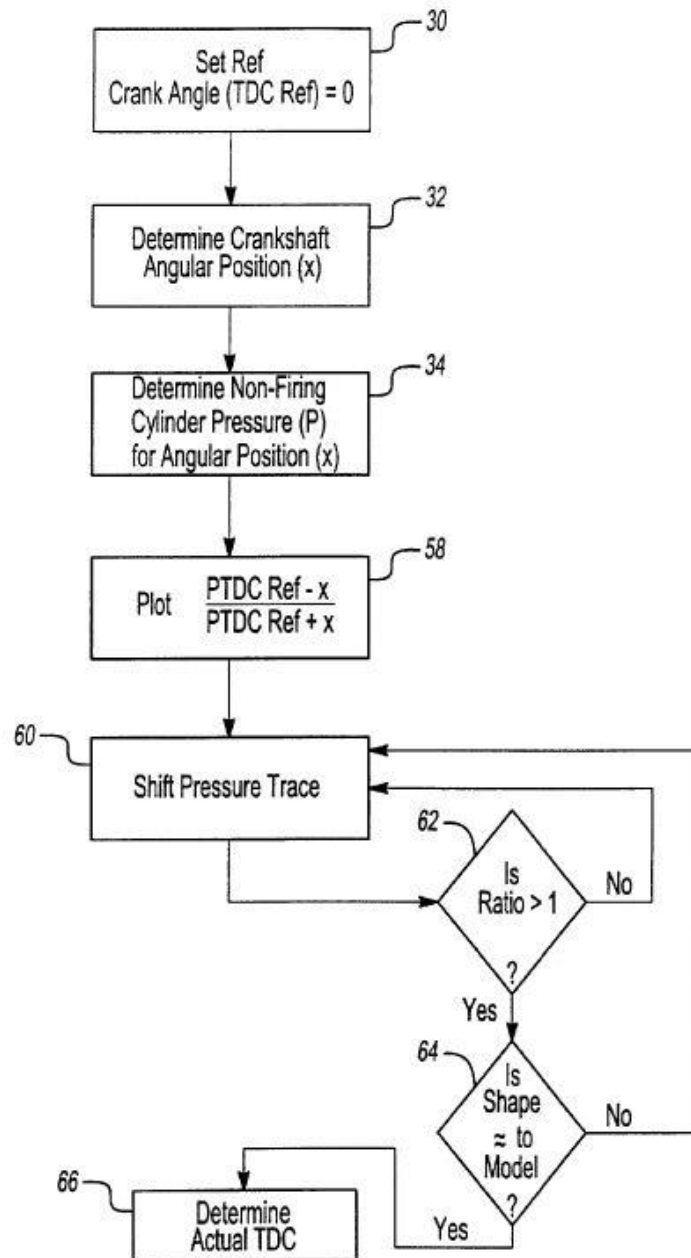 30
Set Ref
Crank Angle (TDC Ref) = 0
32
Determine Crankshaft
Angular Position (x)
34
Determine Non-Firing
Cylinder Pressure (P)
for Angular Position (x)
58
Plot PTDC Ref - x
PTDC Ref + x
60
Shift Pressure Trace
62
Is
Ratio > 1
?
No
Yes
64
Is
Shape
≈ to
Model
?
No
Yes
66
Determine
Actual TDC